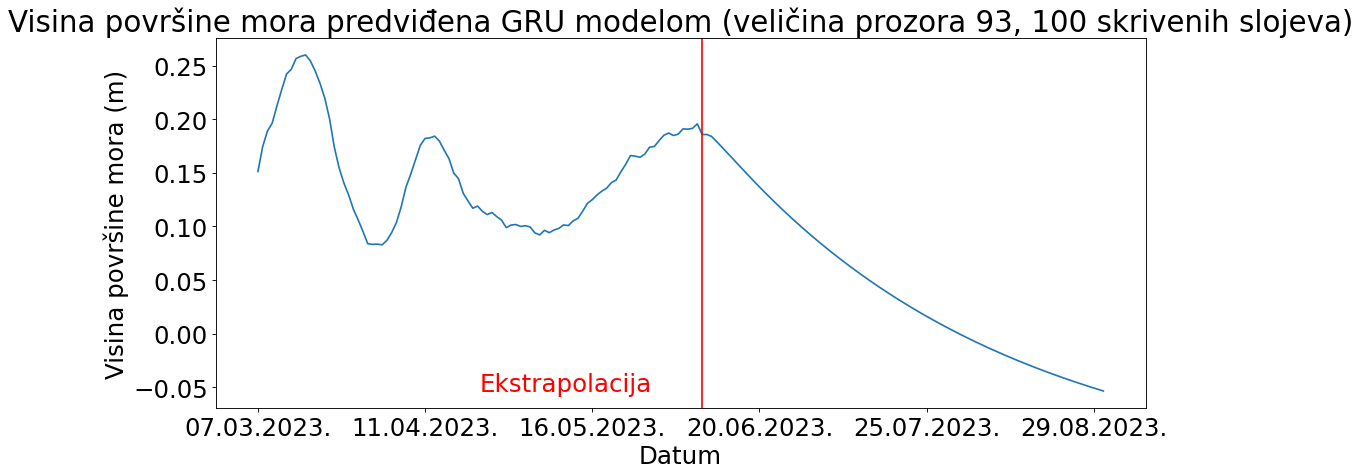 Visina površine mora predviđena GRU modelom (veličina prozora 93, 100 skrivenih slojeva)
Visina površine mora (m)
0.25
0.20
0.15
0.10
0.05
0.00
−0.05
Ekstrapolacija
07.03.2023. 11.04.2023. 16.05.2023. 20.06.2023. 25.07.2023. 29.08.2023.
Datum